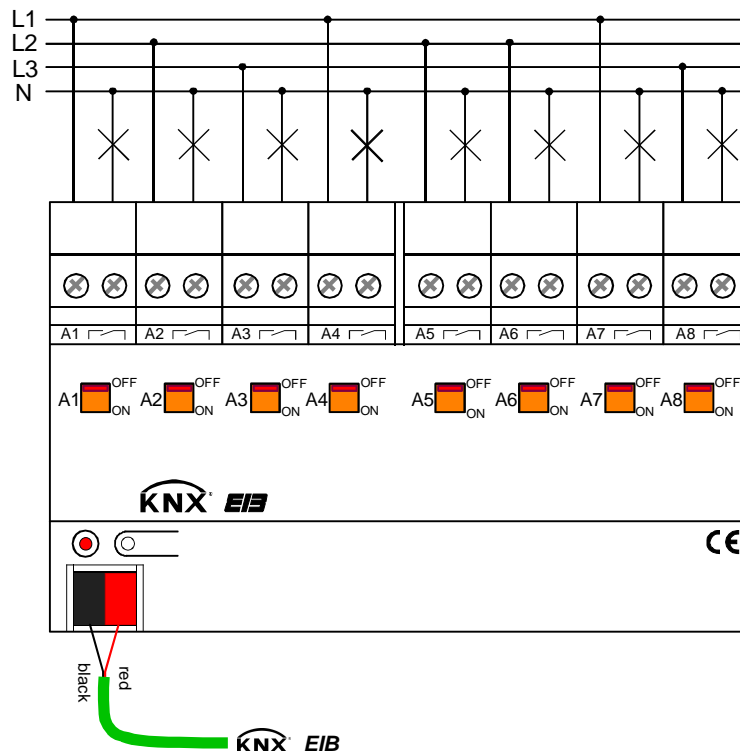 L1
L2
L3
N
A1 A2 A3 A4 A5 A6 A7 A8
A1 OFF ON A2 OFF ON A3 OFF ON A4 OFF ON A5 OFF ON A6 OFF ON A7 OFF ON A8 OFF ON
KNX® EIB
CE
black red
KNX EIB